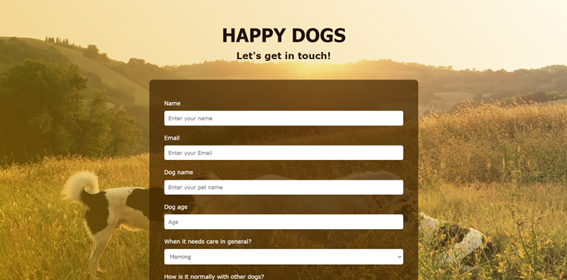 HAPPY DOGS
Let's get in touch!
Name
Enter your name
Email
Enter your Email
Dog name
Enter your pet name
Dog age
Age
When it needs care in general?
Morning
How is it normally with other dogs?